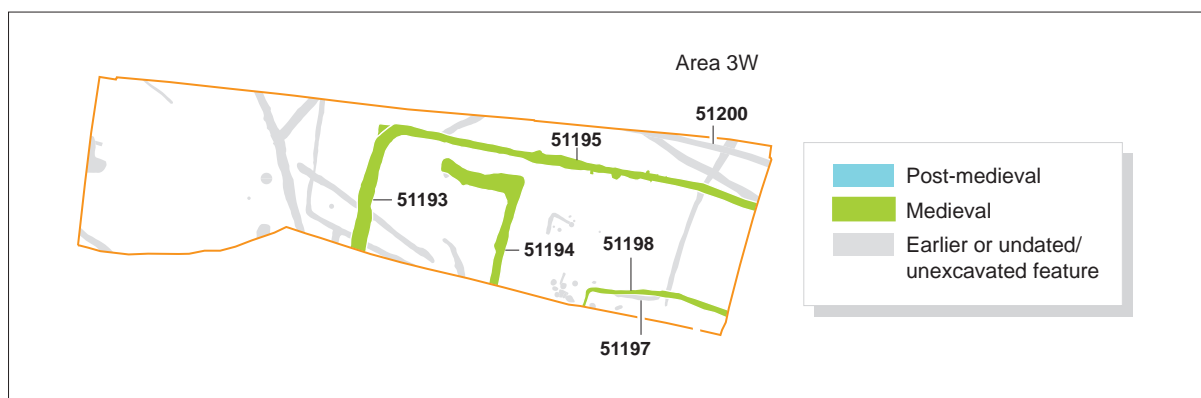 Area 3W
51200
51195
51193
51198
51194
51197
Post-medieval
Medieval
Earlier or undated/
unexcavated feature